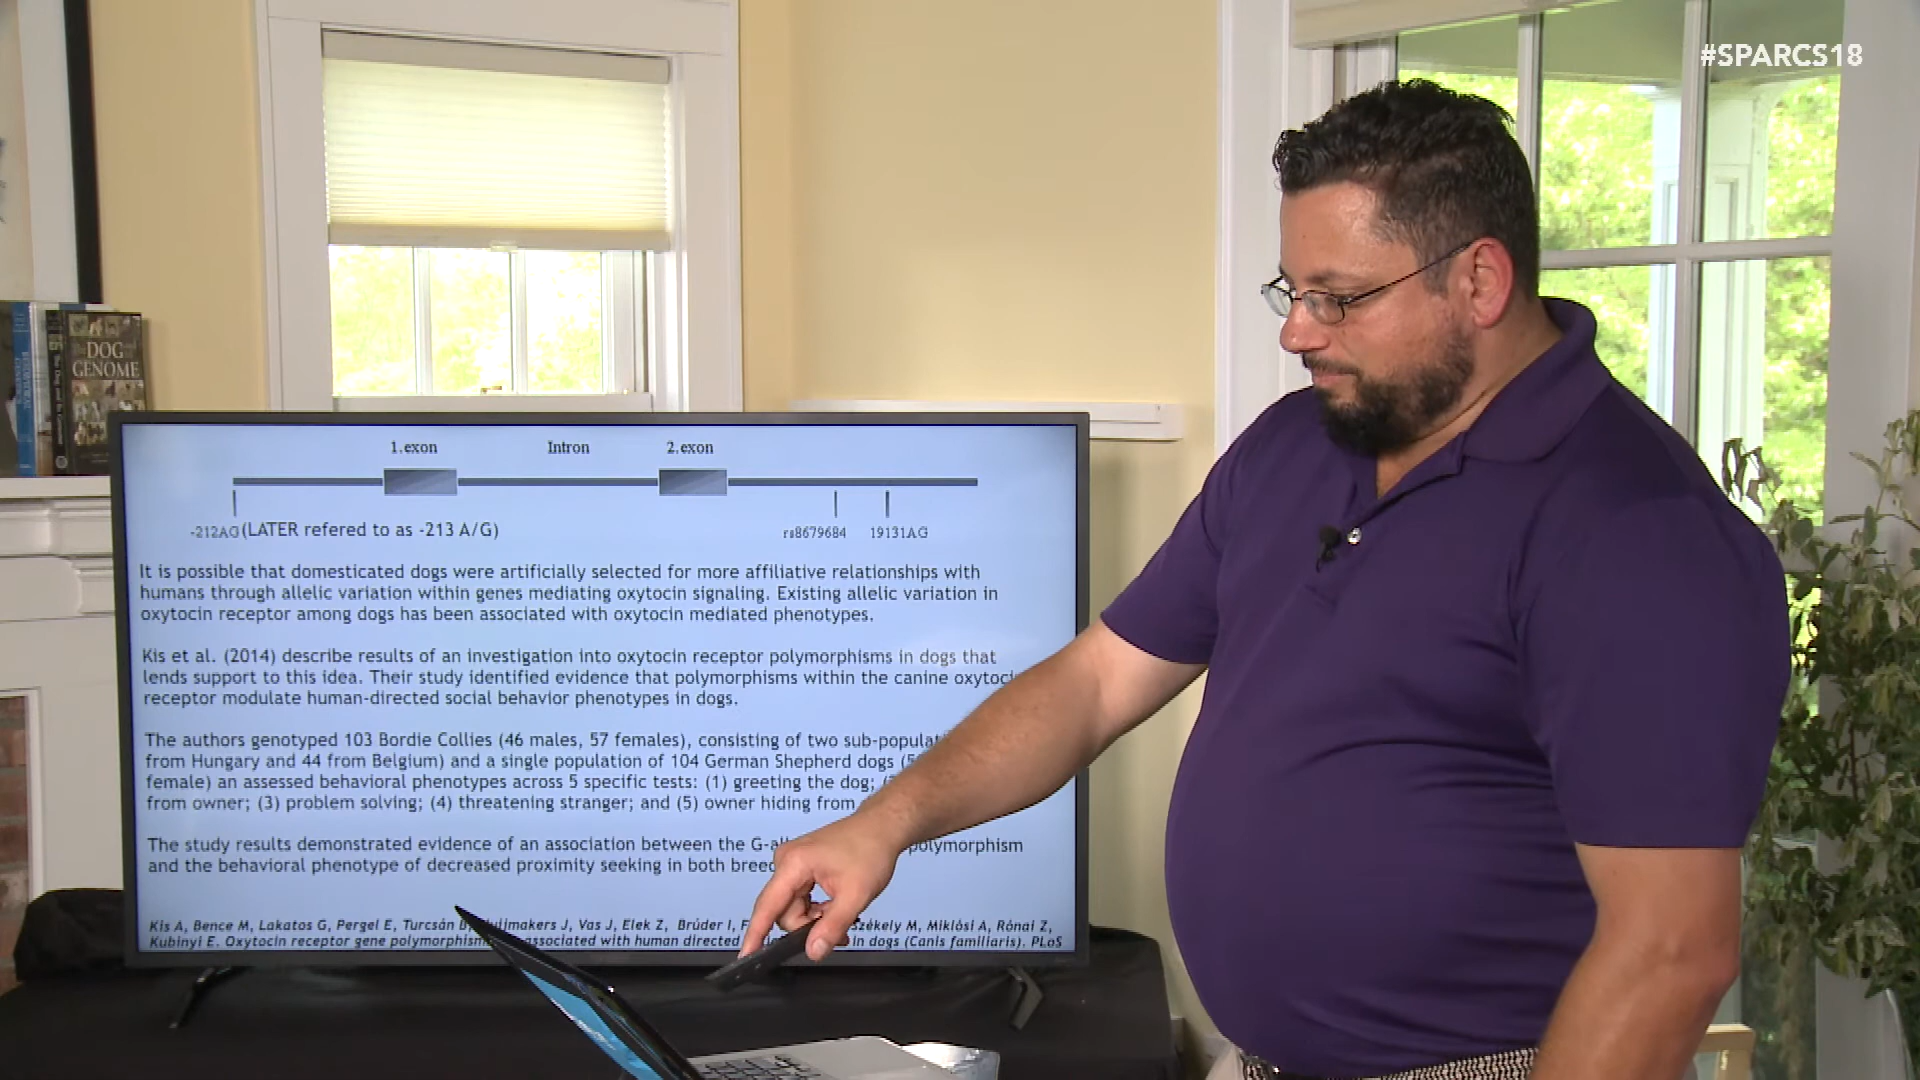 #SPARCS18
The DOG
GENOME
1.exon Intron 2.exon
-212AG (LATER refered to as -213 A/G) rs8679684 19131AG
It is possible that domesticated dogs were artificially selected for more affiliative relationships with
humans through allelic variation within genes mediating oxytocin signaling. Existing allelic variation in
oxytocin receptor among dogs has been associated with oxytocin mediated phenotypes.
Kis et al. (2014) describe results of an investigation into oxytocin receptor polymorphisms in dogs that
lends support to this idea. Their study identified evidence that polymorphisms within the canine oxytoci
receptor modulate human-directed social behavior phenotypes in dogs.
The authors genotyped 103 Bordie Collies (46 males, 57 females), consisting of two sub-populat
from Hungary and 44 from Belgium) and a single population of 104 German Shepherd dogs (5
female) an assessed behavioral phenotypes across 5 specific tests: (1) greeting the dog;
from owner; (3) problem solving; (4) threatening stranger; and (5) owner hiding from
The study results demonstrated evidence of an association between the G-al polymorphism
and the behavioral phenotype of decreased proximity seeking in both breed
Kis A, Bence M, Lakatos G, Pergel E, Turcsán B, uijmakers J, Vas J, Elek Z, Brúder I, F Székely M, Miklósi A, Rónai Z,
Kubinyi E. Oxytocin receptor gene polymorphism associated with human directed in dogs (Canis familiaris). PLoS